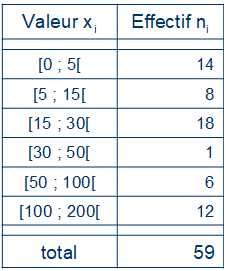 Valeur xi Effectif ni
[0 ; 5[ 14
[5 ; 15[ 8
[15 ; 30[ 18
[30 ; 50[ 1
[50 ; 100[ 6
[100 ; 200[ 12
total 59